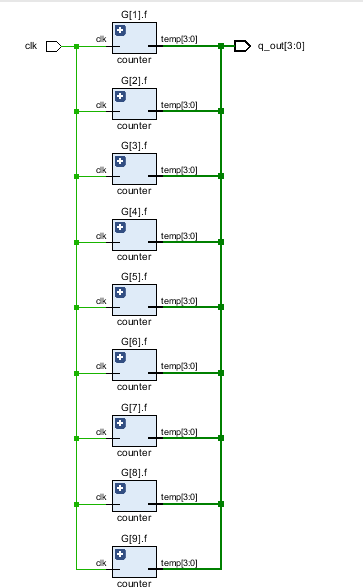 G[1].f
clk clk temp[3:0] q_out[3:0]
counter
G[2].f
clk temp[3:0]
counter
G[3].f
clk temp[3:0]
counter
G[4].f
clk temp[3:0]
counter
G[5].f
clk temp[3:0]
counter
G[6].f
clk temp[3:0]
counter
G[7].f
clk temp[3:0]
counter
G[8].f
clk temp[3:0]
counter
G[9].f
clk temp[3:0]
counter